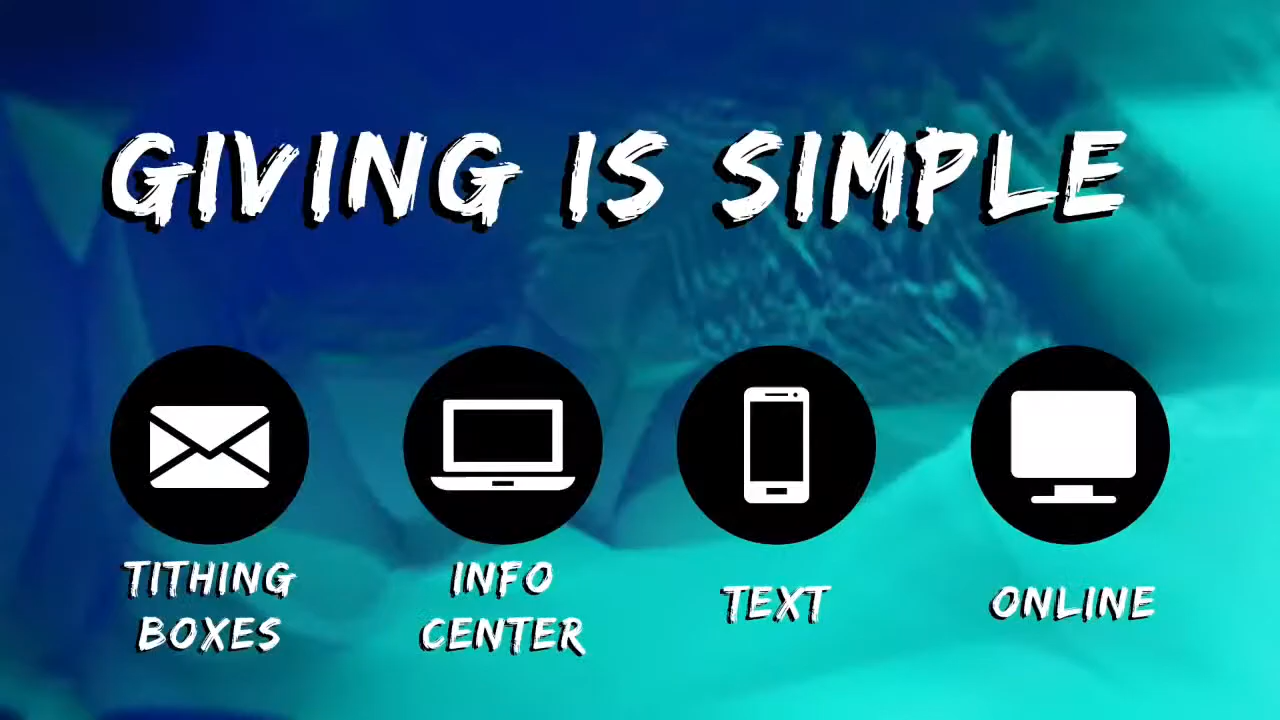 GIVING IS SIMPLE
TITHING
BOXES
INFO
CENTER
TEXT
ONLINE